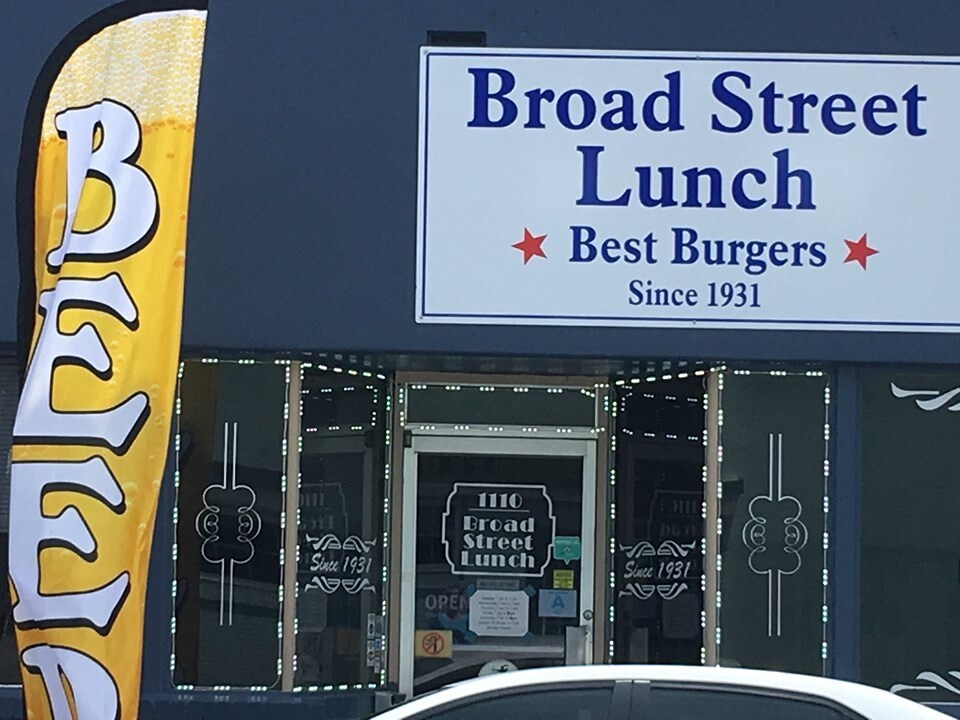 BEER
Broad Street
Lunch
Best Burgers
Since 1931
1110
Broad
Street
Lunch
Since 1931
Since 1931
OPEN
A